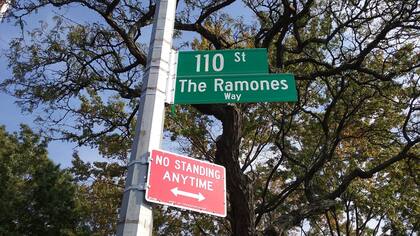 110 St
The Ramones
Way
NO STANDING
ANYTIME